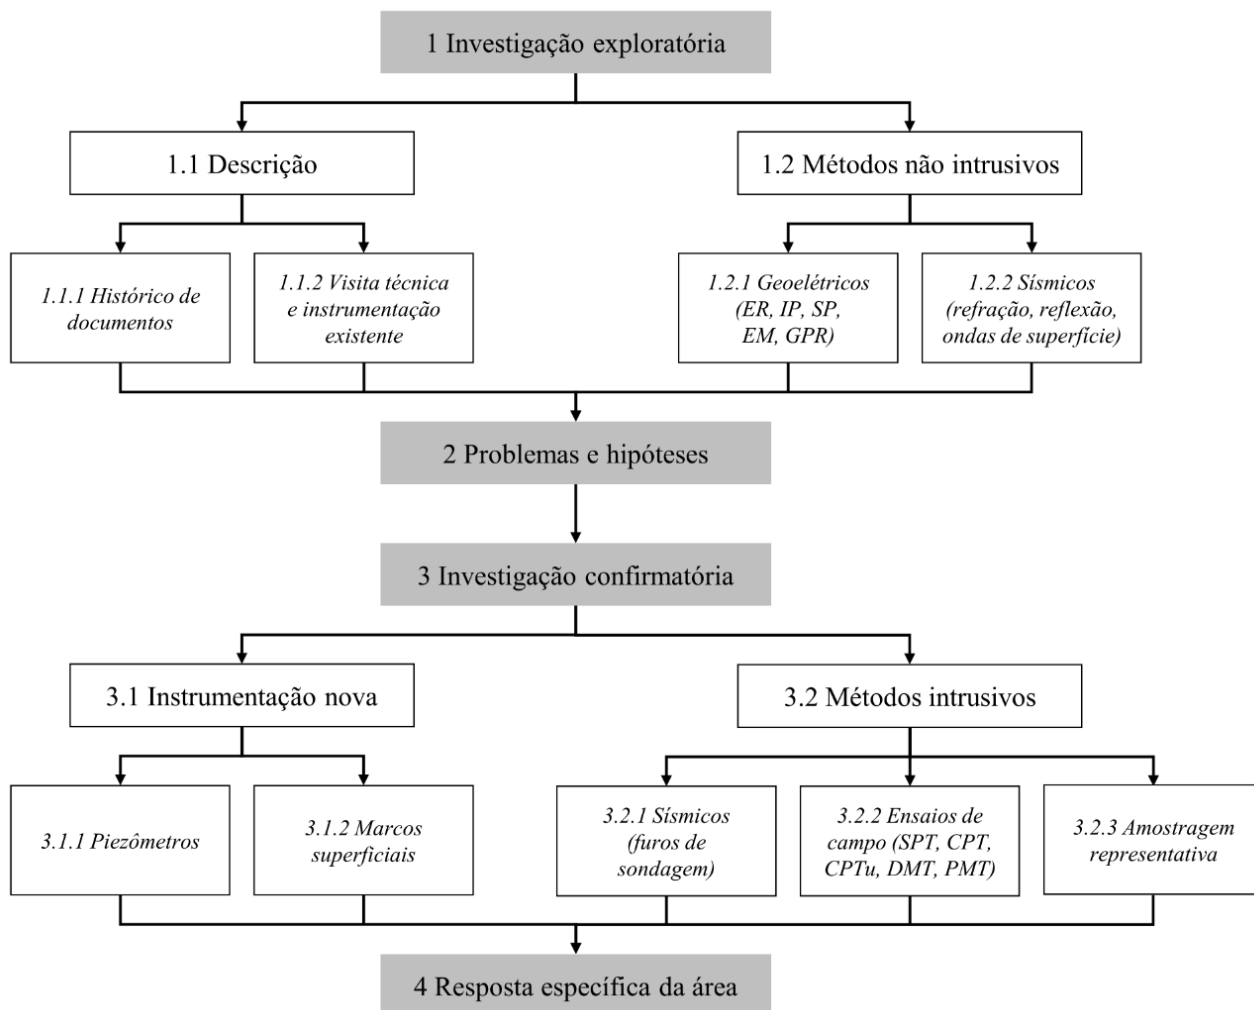 1 Investigação exploratória
1.1 Descrição
1.2 Métodos não intrusivos
1.1.1 Histórico de
documentos
1.1.2 Visita técnica
e instrumentação
existente
1.2.1 Geoelétricos
(ER, IP, SP,
EM, GPR)
1.2.2 Sísmicos
(refração, reflexão,
ondas de superfície)
2 Problemas e hipóteses
3 Investigação confirmatória
3.1 Instrumentação nova
3.2 Métodos intrusivos
3.1.1 Piezômetros
3.1.2 Marcos
superficiais
3.2.1 Sísmicos
(furos de
sondagem)
3.2.2 Ensaios de
campo (SPT, CPT,
CPTu, DMT, PMT)
3.2.3 Amostragem
representativa
4 Resposta específica da área